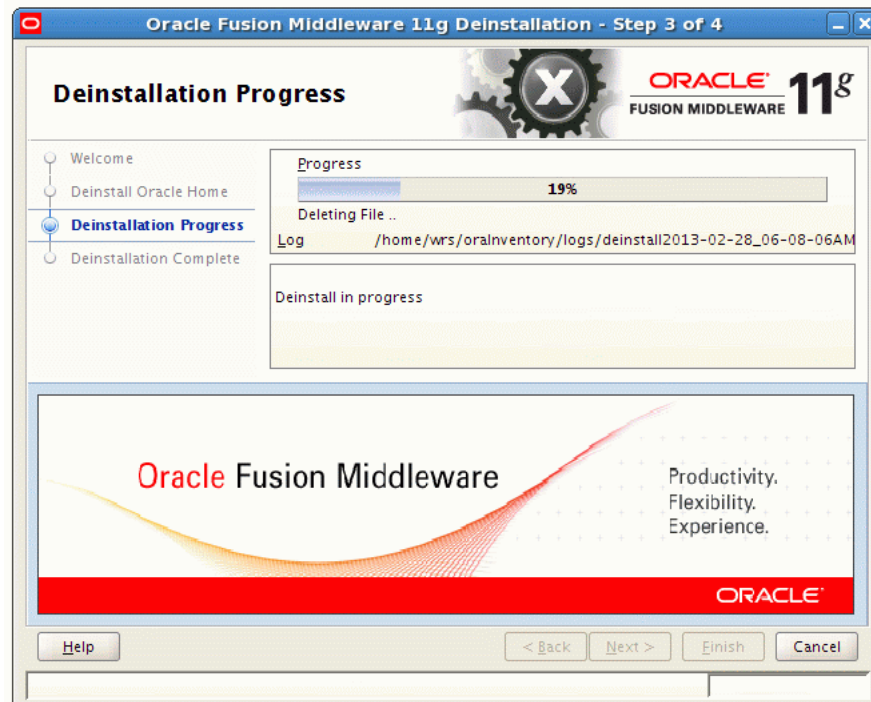 Oracle Fusion Middleware 11g Deinstallation - Step 3 of 4
Deinstallation Progress
X
ORACLE
FUSION MIDDLEWARE
11g
Welcome
Deinstall Oracle Home
Deinstallation Progress
Deinstallation Complete
Progress
19%
Deleting File ..
Log /home/wrs/oraInventory/logs/deinstall2013-02-28_06-08-06AM
Deinstall in progress
Oracle Fusion Middleware
Productivity.
Flexibility.
Experience.
ORACLE
Help < Back Next > Finish Cancel